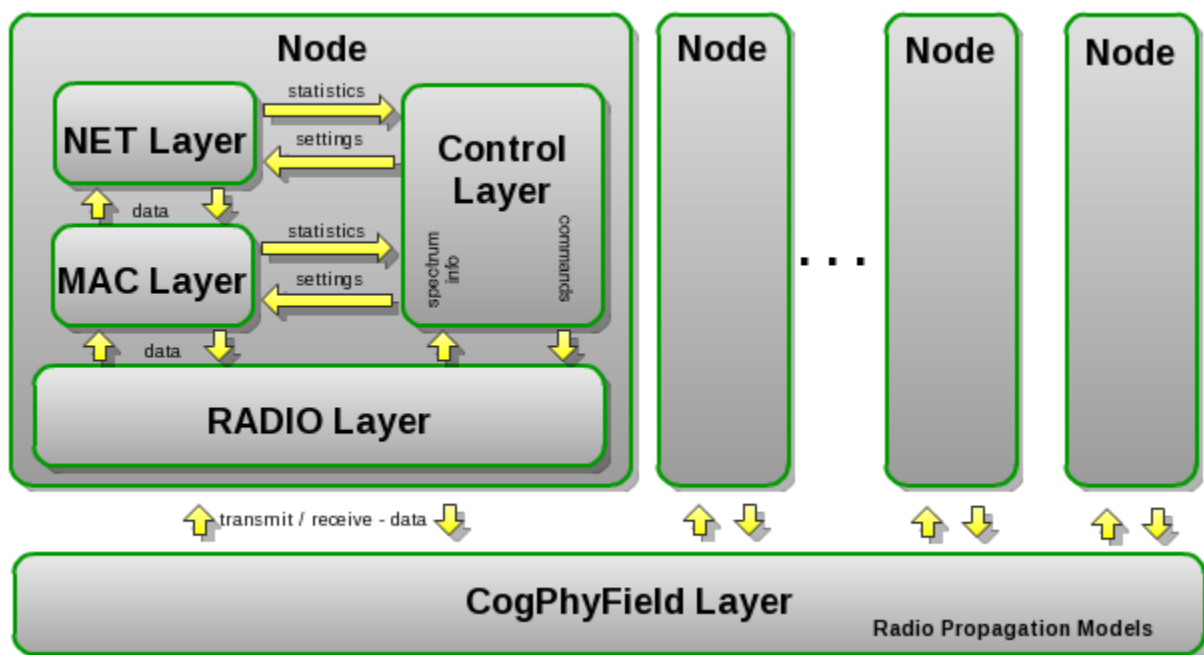 Node
Node
Node
Node
statistics
NET Layer
settings
Control
Layer
data
statistics
MAC Layer
settings
spectrum
info
commands
data
RADIO Layer
. . .
transmit / receive - data
CogPhyField Layer
Radio Propagation Models